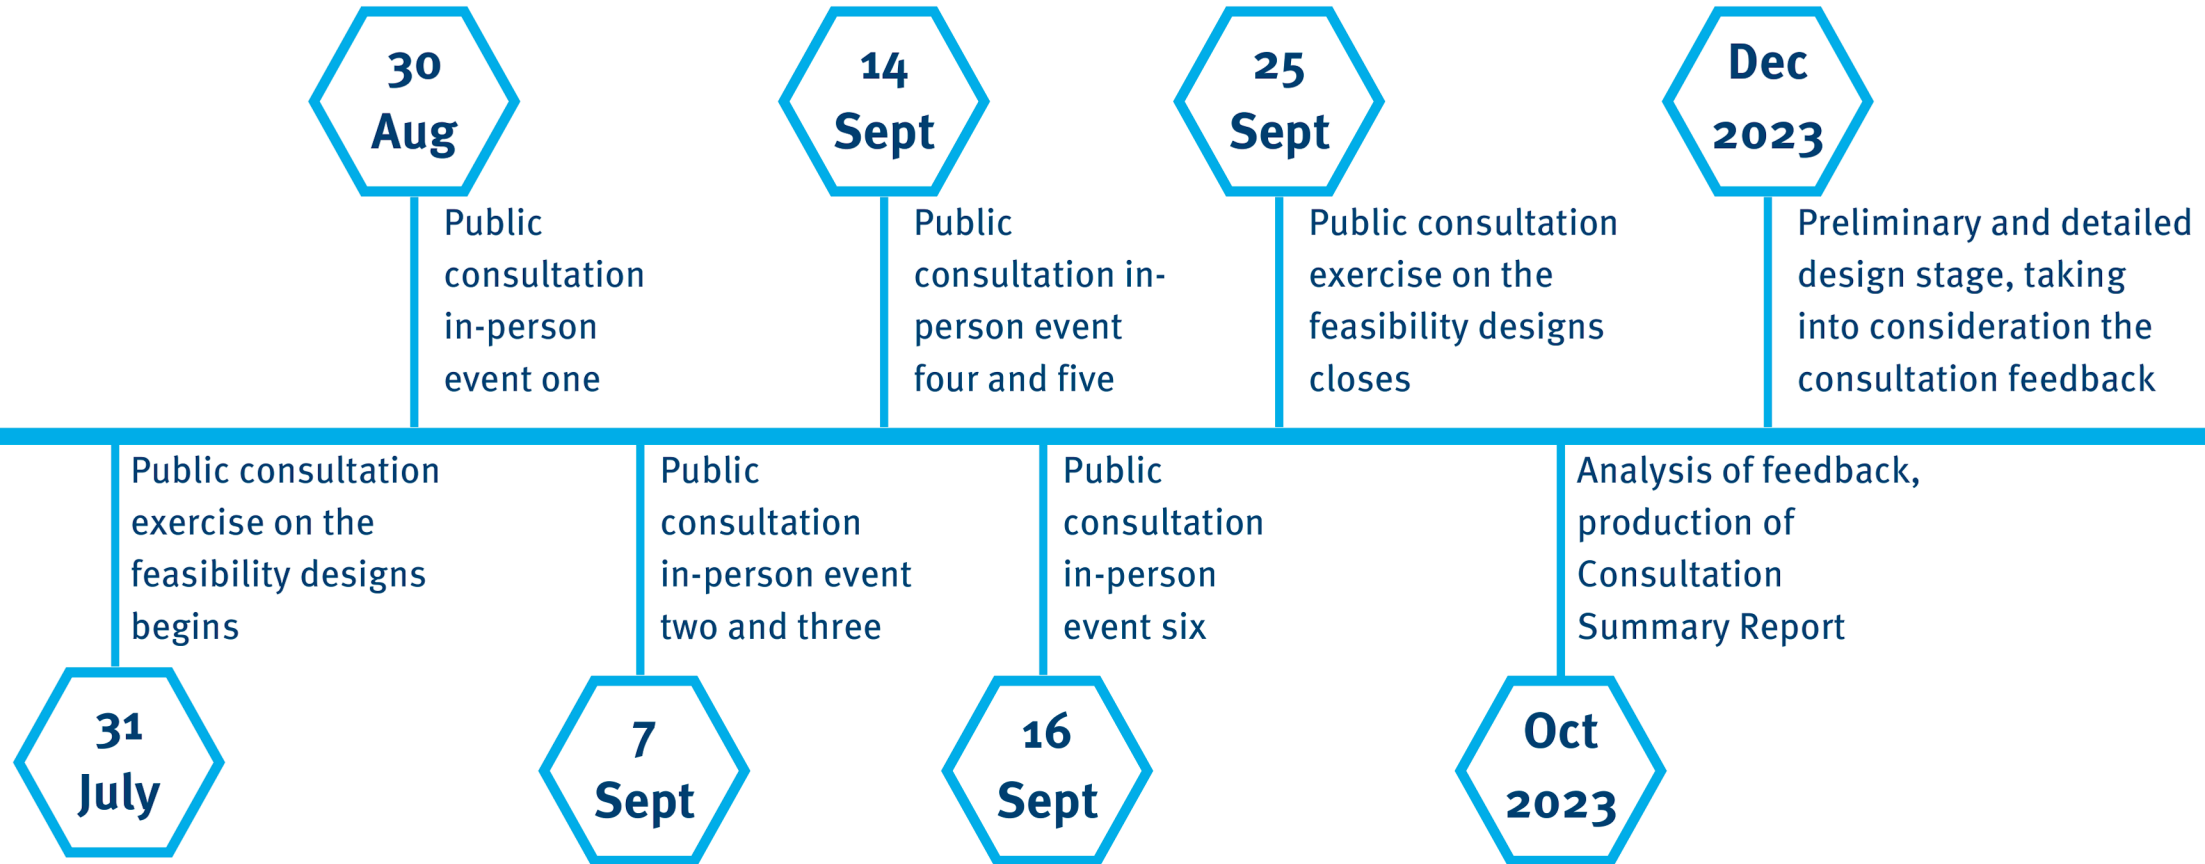 31
July
Public consultation
exercise on the
feasibility designs
begins
30
Aug
Public
consultation
in-person
event one
7
Sept
Public
consultation
in-person event
two and three
14
Sept
Public
consultation in-
person event
four and five
16
Sept
Public
consultation
in-person
event six
25
Sept
Public consultation
exercise on the
feasibility designs
closes
Oct
2023
Analysis of feedback,
production of
Consultation
Summary Report
Dec
2023
Preliminary and detailed
design stage, taking
into consideration the
consultation feedback